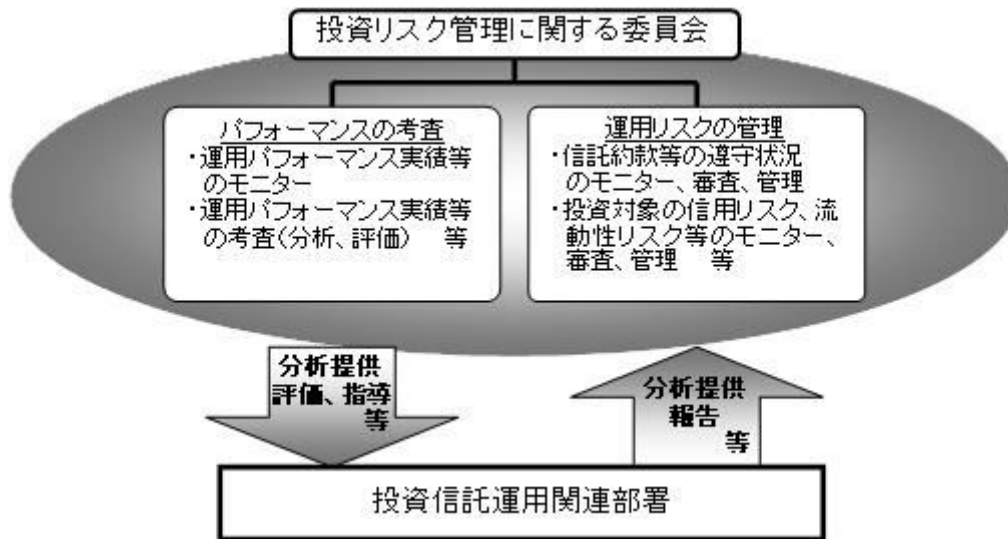 投資リスク管理に関する委員会
パフォーマンスの考査
・運用パフォーマンス実績等
のモニター
・運用パフォーマンス実績等
の考査(分析、評価) 等
運用リスクの管理
・信託約款等の遵守状況
のモニター、審査、管理
・投資対象の信用リスク、流
動性リスク等のモニター、
審査、管理 等
分析提供
評価、指導
等
分析提供
報告
等
投資信託運用関連部署